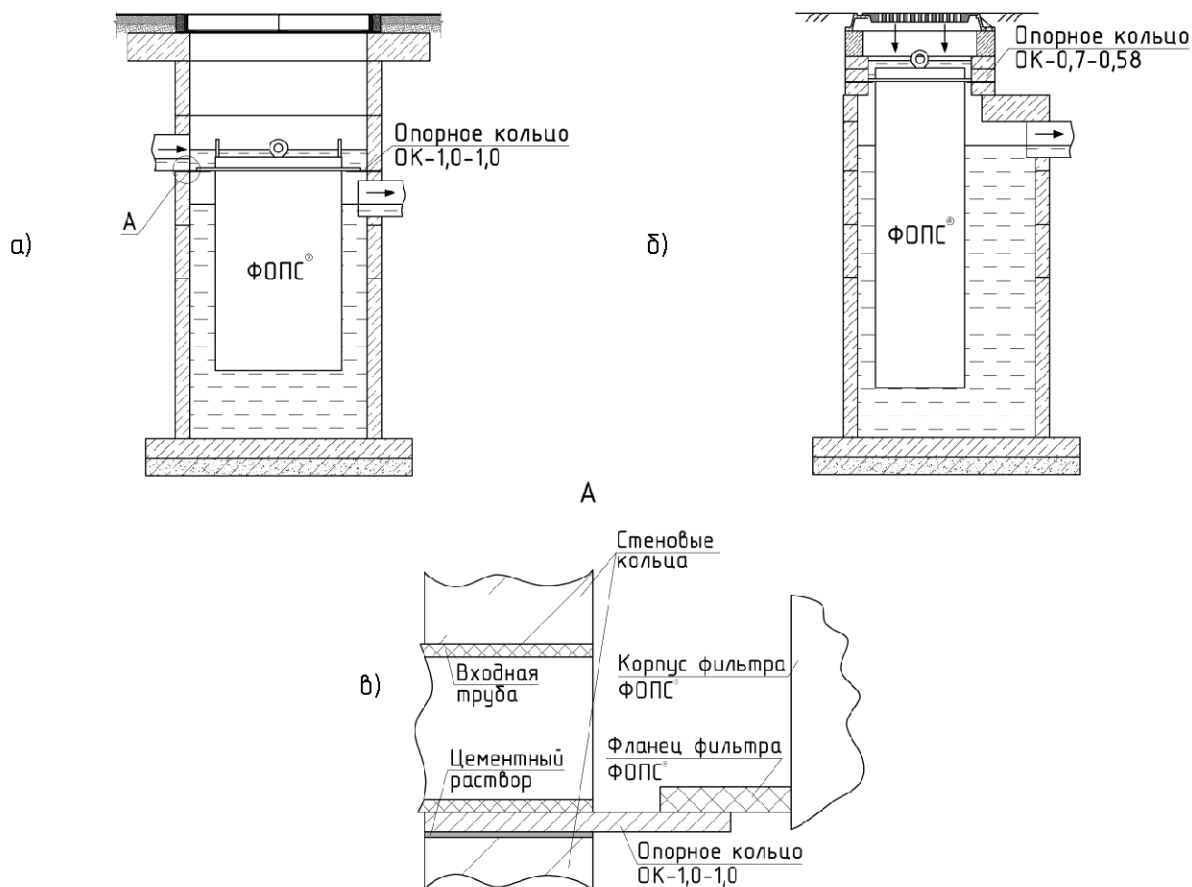 Опорное кольцо
ОК-1,0-1,0
А
а)
ФОПС®
Опорное кольцо
ОК-0,7-0,58
б)
ФОПС®
А
Стеновые
кольца
в)
Входная
труба
Корпус фильтра
ФОПС®
Цементный
раствор
Фланец фильтра
ФОПС®
Опорное кольцо
ОК-1,0-1,0